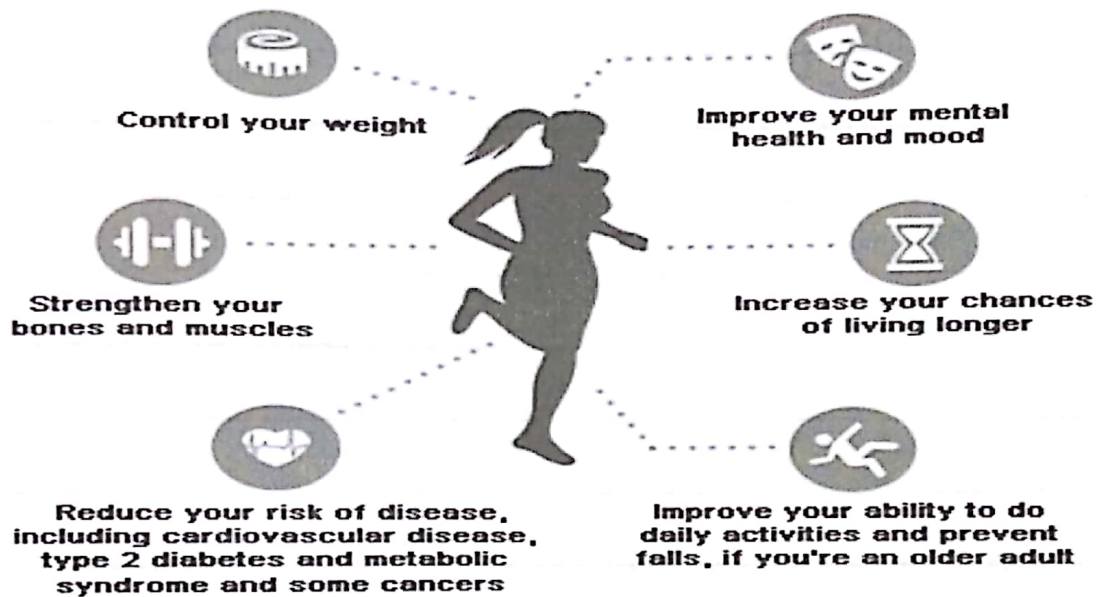 Control your weight
Improve your mental
health and mood
Strengthen your
bones and muscles
Increase your chances
of living longer
Reduce your risk of disease,
including cardiovascular disease,
type 2 diabetes and metabolic
syndrome and some cancers
Improve your ability to do
daily activities and prevent
falls, if you're an older adult